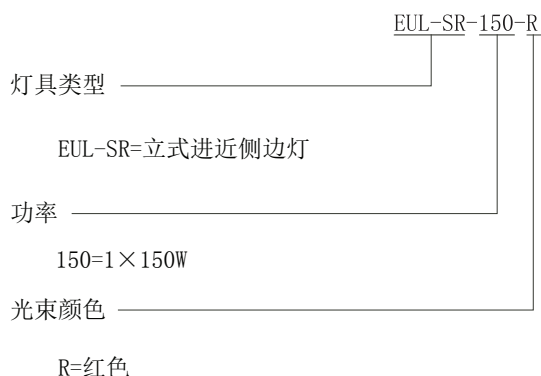 EUL-SR-150-R
灯具类型
EUL-SR=立式进近侧边灯
功率
150=1×150W
光束颜色
R=红色